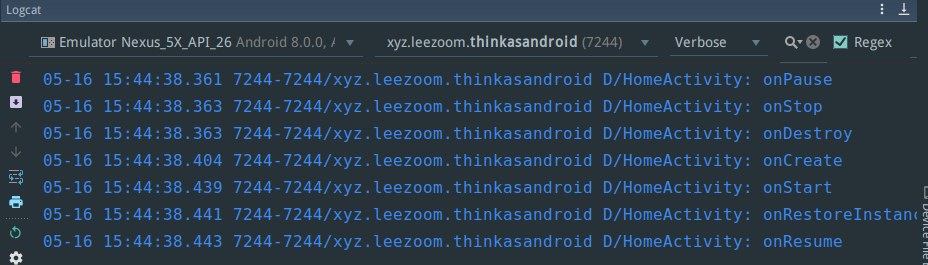 Logcat
Emulator Nexus_5X_API_26 Android 8.0.0, xyz.leezoom.thinkasandroid (7244) Verbose Regex
05-16 15:44:38.361 7244-7244/xyz.leezoom.thinkasandroid D/HomeActivity: onPause
05-16 15:44:38.363 7244-7244/xyz.leezoom.thinkasandroid D/HomeActivity: onStop
05-16 15:44:38.363 7244-7244/xyz.leezoom.thinkasandroid D/HomeActivity: onDestroy
05-16 15:44:38.404 7244-7244/xyz.leezoom.thinkasandroid D/HomeActivity: onCreate
05-16 15:44:38.439 7244-7244/xyz.leezoom.thinkasandroid D/HomeActivity: onStart
05-16 15:44:38.441 7244-7244/xyz.leezoom.thinkasandroid D/HomeActivity: onRestoreInstanc
05-16 15:44:38.443 7244-7244/xyz.leezoom.thinkasandroid D/HomeActivity: onResume